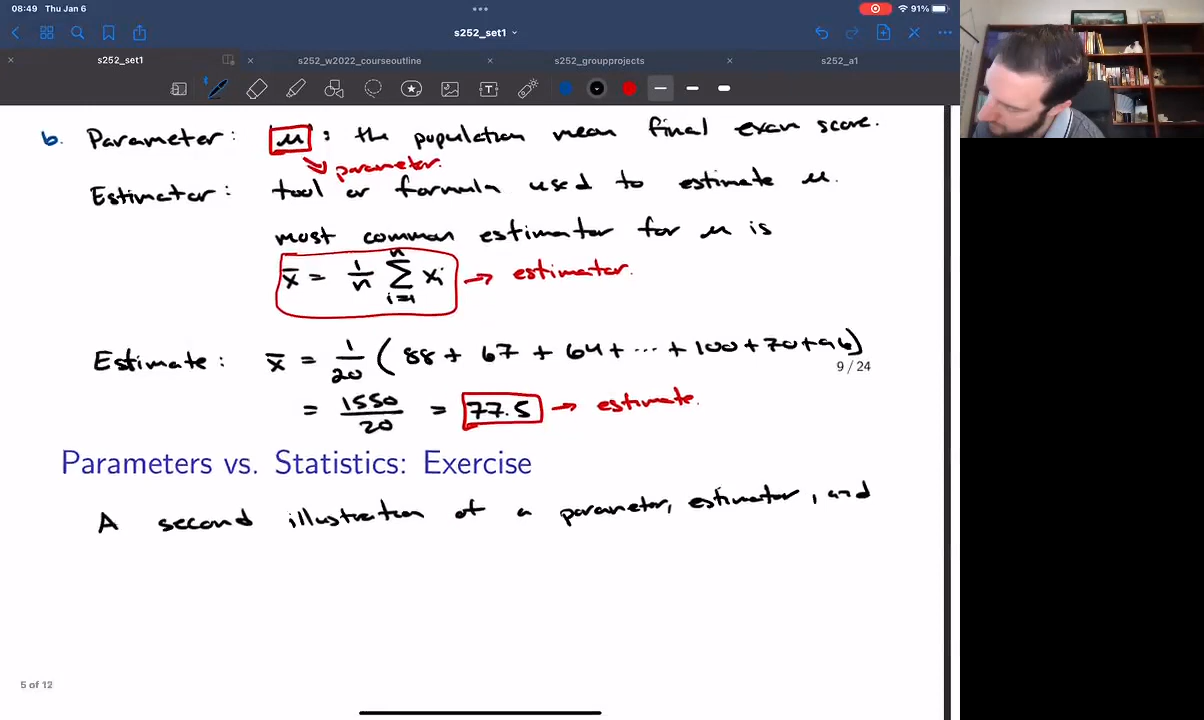 08:49 Thu Jan 6
91%
s252_set1
s252_set1 s252_w2022_courseoutline s252_groupprojects s252_a1
b. Parameter: μ : the population mean final exam score.
parameter.
Estimator: tool or formula used to estimate μ.
most common estimator for μ is
x̄ = 1/n Σ_{i=1}^{n} xᵢ → estimator.
Estimate: x̄ = 1/20 (88 + 67 + 64 + ... + 100 + 70 + 96)
9 / 24
= 1550/20 = 77.5 → estimate.
Parameters vs. Statistics: Exercise
A second illustration of a parameter, estimator, and
5 of 12